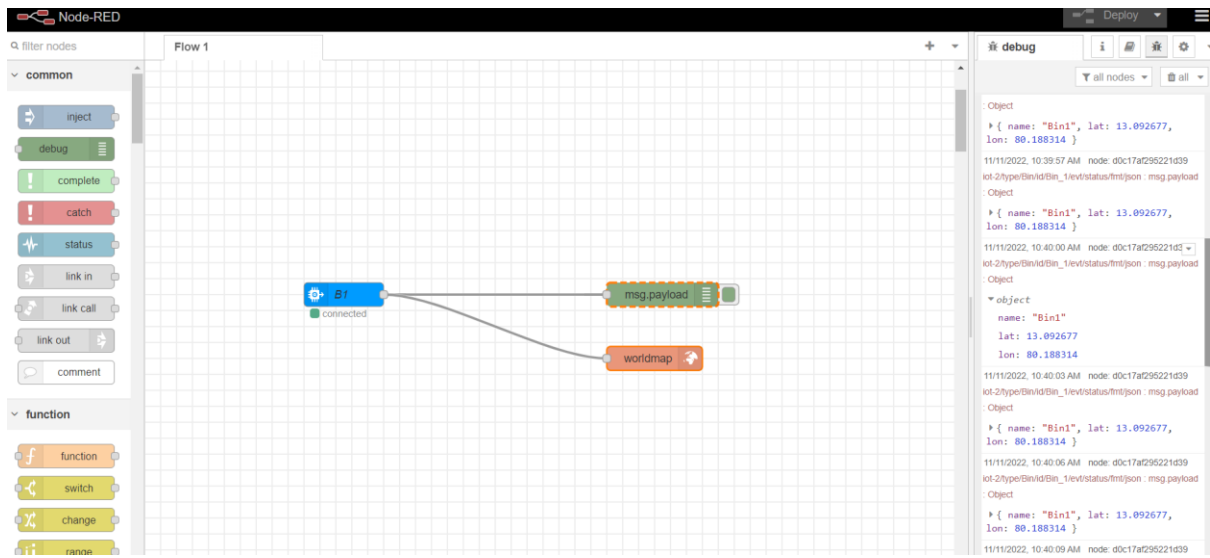 Node-RED
Deploy
filter nodes
Flow 1
debug
i
all nodes
all
common
inject
debug
complete
catch
status
link in
link call
link out
comment
function
f
function
switch
change
range
B1
connected
msg.payload
worldmap
: Object
{ name: "Bin1", lat: 13.092677,
lon: 80.188314 }
11/11/2022, 10:39:57 AM node: d0c17af295221d39
iot-2/type/Bin/id/Bin_1/evt/status/fmt/json : msg.payload
: Object
{ name: "Bin1", lat: 13.092677,
lon: 80.188314 }
11/11/2022, 10:40:00 AM node: d0c17af295221d3
iot-2/type/Bin/id/Bin_1/evt/status/fmt/json : msg.payload
: Object
object
name: "Bin1"
lat: 13.092677
lon: 80.188314
11/11/2022, 10:40:03 AM node: d0c17af295221d39
iot-2/type/Bin/id/Bin_1/evt/status/fmt/json : msg.payload
: Object
{ name: "Bin1", lat: 13.092677,
lon: 80.188314 }
11/11/2022, 10:40:06 AM node: d0c17af295221d39
iot-2/type/Bin/id/Bin_1/evt/status/fmt/json : msg.payload
: Object
{ name: "Bin1", lat: 13.092677,
lon: 80.188314 }
11/11/2022, 10:40:09 AM node: d0c17af295221d39